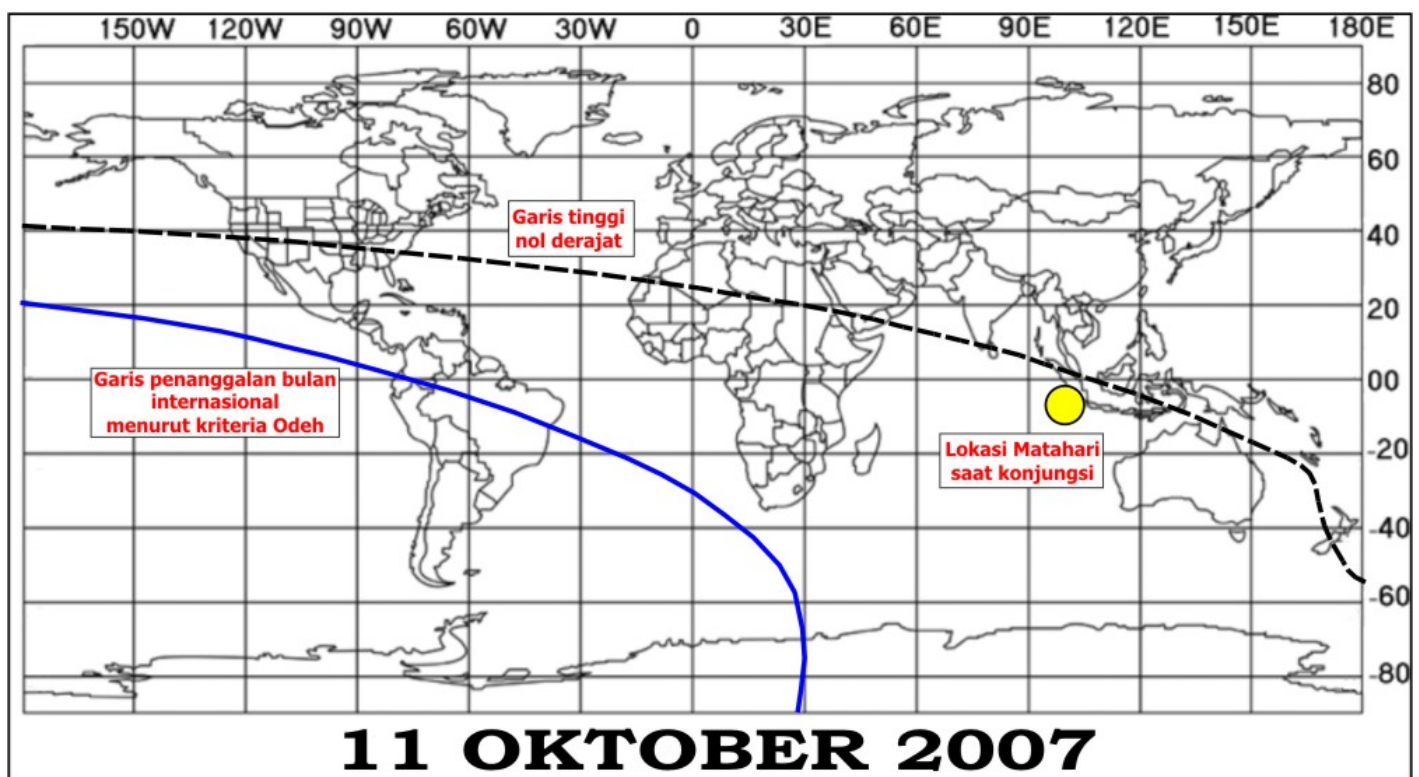 150W 120W 90W 60W 30W 0 30E 60E 90E 120E 150E 180E
80
60
Garis tinggi
nol derajat
40
20
Garis penanggalan bulan
internasional
menurut kriteria Odeh
00
Lokasi Matahari
saat konjungsi
-20
-40
-60
-80
11 OKTOBER 2007